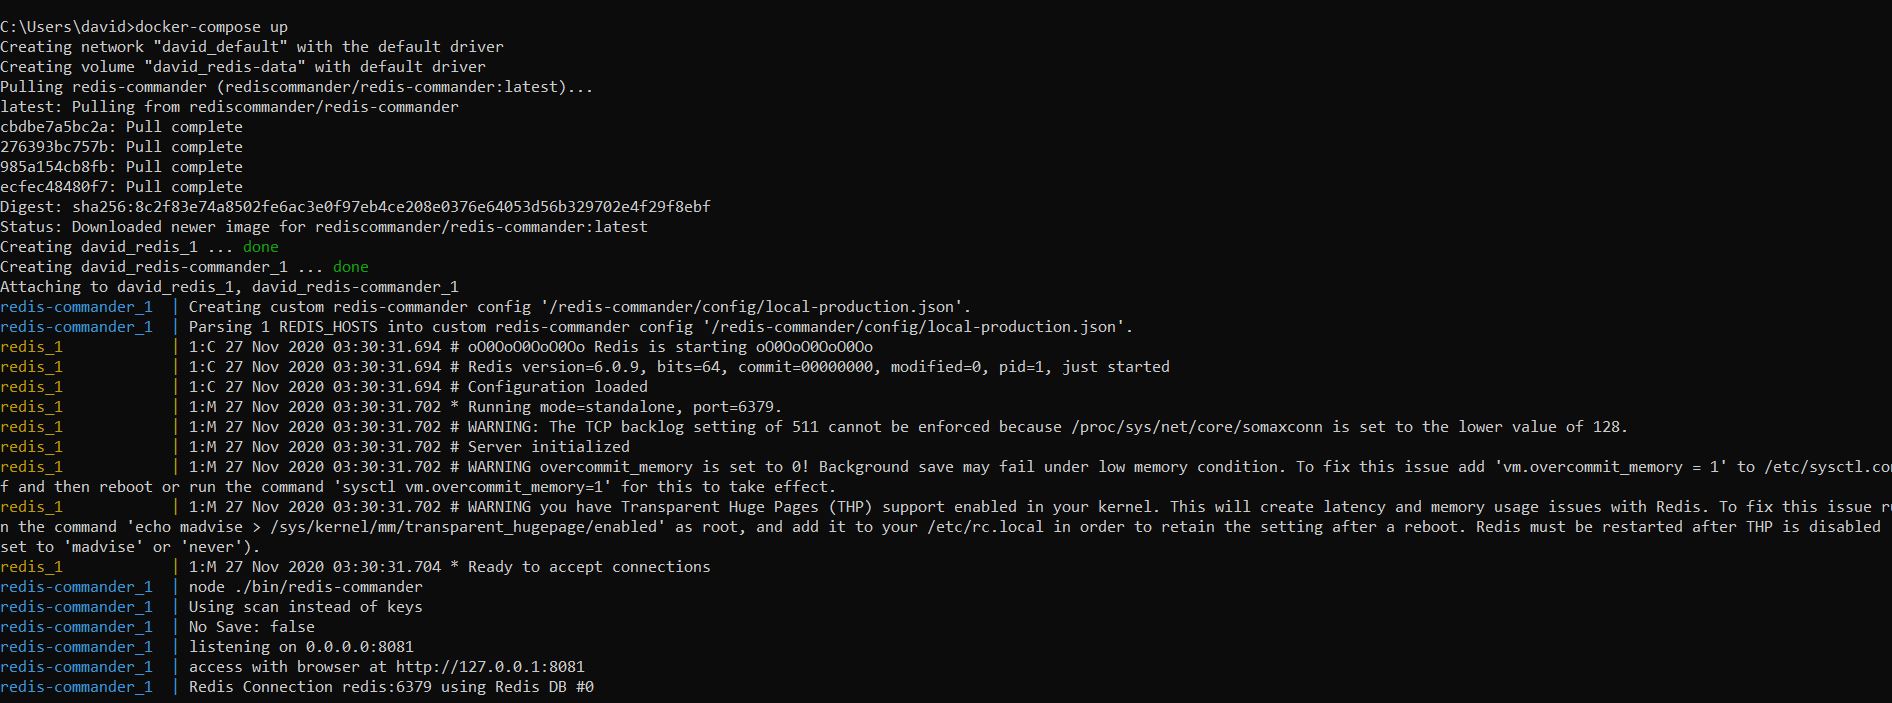 C:\Users\david>docker-compose up
Creating network "david_default" with the default driver
Creating volume "david_redis-data" with default driver
Pulling redis-commander (rediscommander/redis-commander:latest)...
latest: Pulling from rediscommander/redis-commander
cbdbe7a5bc2a: Pull complete
276393bc757b: Pull complete
985a154cb8fb: Pull complete
ecfec48480f7: Pull complete
Digest: sha256:8c2f83e74a8502fe6ac3e0f97eb4ce208e0376e64053d56b329702e4f29f8ebf
Status: Downloaded newer image for rediscommander/redis-commander:latest
Creating david_redis_1 ... done
Creating david_redis-commander_1 ... done
Attaching to david_redis_1, david_redis-commander_1
redis-commander_1  | Creating custom redis-commander config '/redis-commander/config/local-production.json'.
redis-commander_1  | Parsing 1 REDIS_HOSTS into custom redis-commander config '/redis-commander/config/local-production.json'.
redis_1            | 1:C 27 Nov 2020 03:30:31.694 # oO0OoO0OoO0Oo Redis is starting oO0OoO0OoO0Oo
redis_1            | 1:C 27 Nov 2020 03:30:31.694 # Redis version=6.0.9, bits=64, commit=00000000, modified=0, pid=1, just started
redis_1            | 1:C 27 Nov 2020 03:30:31.694 # Configuration loaded
redis_1            | 1:M 27 Nov 2020 03:30:31.702 * Running mode=standalone, port=6379.
redis_1            | 1:M 27 Nov 2020 03:30:31.702 # WARNING: The TCP backlog setting of 511 cannot be enforced because /proc/sys/net/core/somaxconn is set to the lower value of 128.
redis_1            | 1:M 27 Nov 2020 03:30:31.702 # Server initialized
redis_1            | 1:M 27 Nov 2020 03:30:31.702 # WARNING overcommit_memory is set to 0! Background save may fail under low memory condition. To fix this issue add 'vm.overcommit_memory = 1' to /etc/sysctl.con
f and then reboot or run the command 'sysctl vm.overcommit_memory=1' for this to take effect.
redis_1            | 1:M 27 Nov 2020 03:30:31.702 # WARNING you have Transparent Huge Pages (THP) support enabled in your kernel. This will create latency and memory usage issues with Redis. To fix this issue ru
n the command 'echo madvise > /sys/kernel/mm/transparent_hugepage/enabled' as root, and add it to your /etc/rc.local in order to retain the setting after a reboot. Redis must be restarted after THP is disabled
set to 'madvise' or 'never').
redis_1            | 1:M 27 Nov 2020 03:30:31.704 * Ready to accept connections
redis-commander_1  | node ./bin/redis-commander
redis-commander_1  | Using scan instead of keys
redis-commander_1  | No Save: false
redis-commander_1  | listening on 0.0.0.0:8081
redis-commander_1  | access with browser at http://127.0.0.1:8081
redis-commander_1  | Redis Connection redis:6379 using Redis DB #0